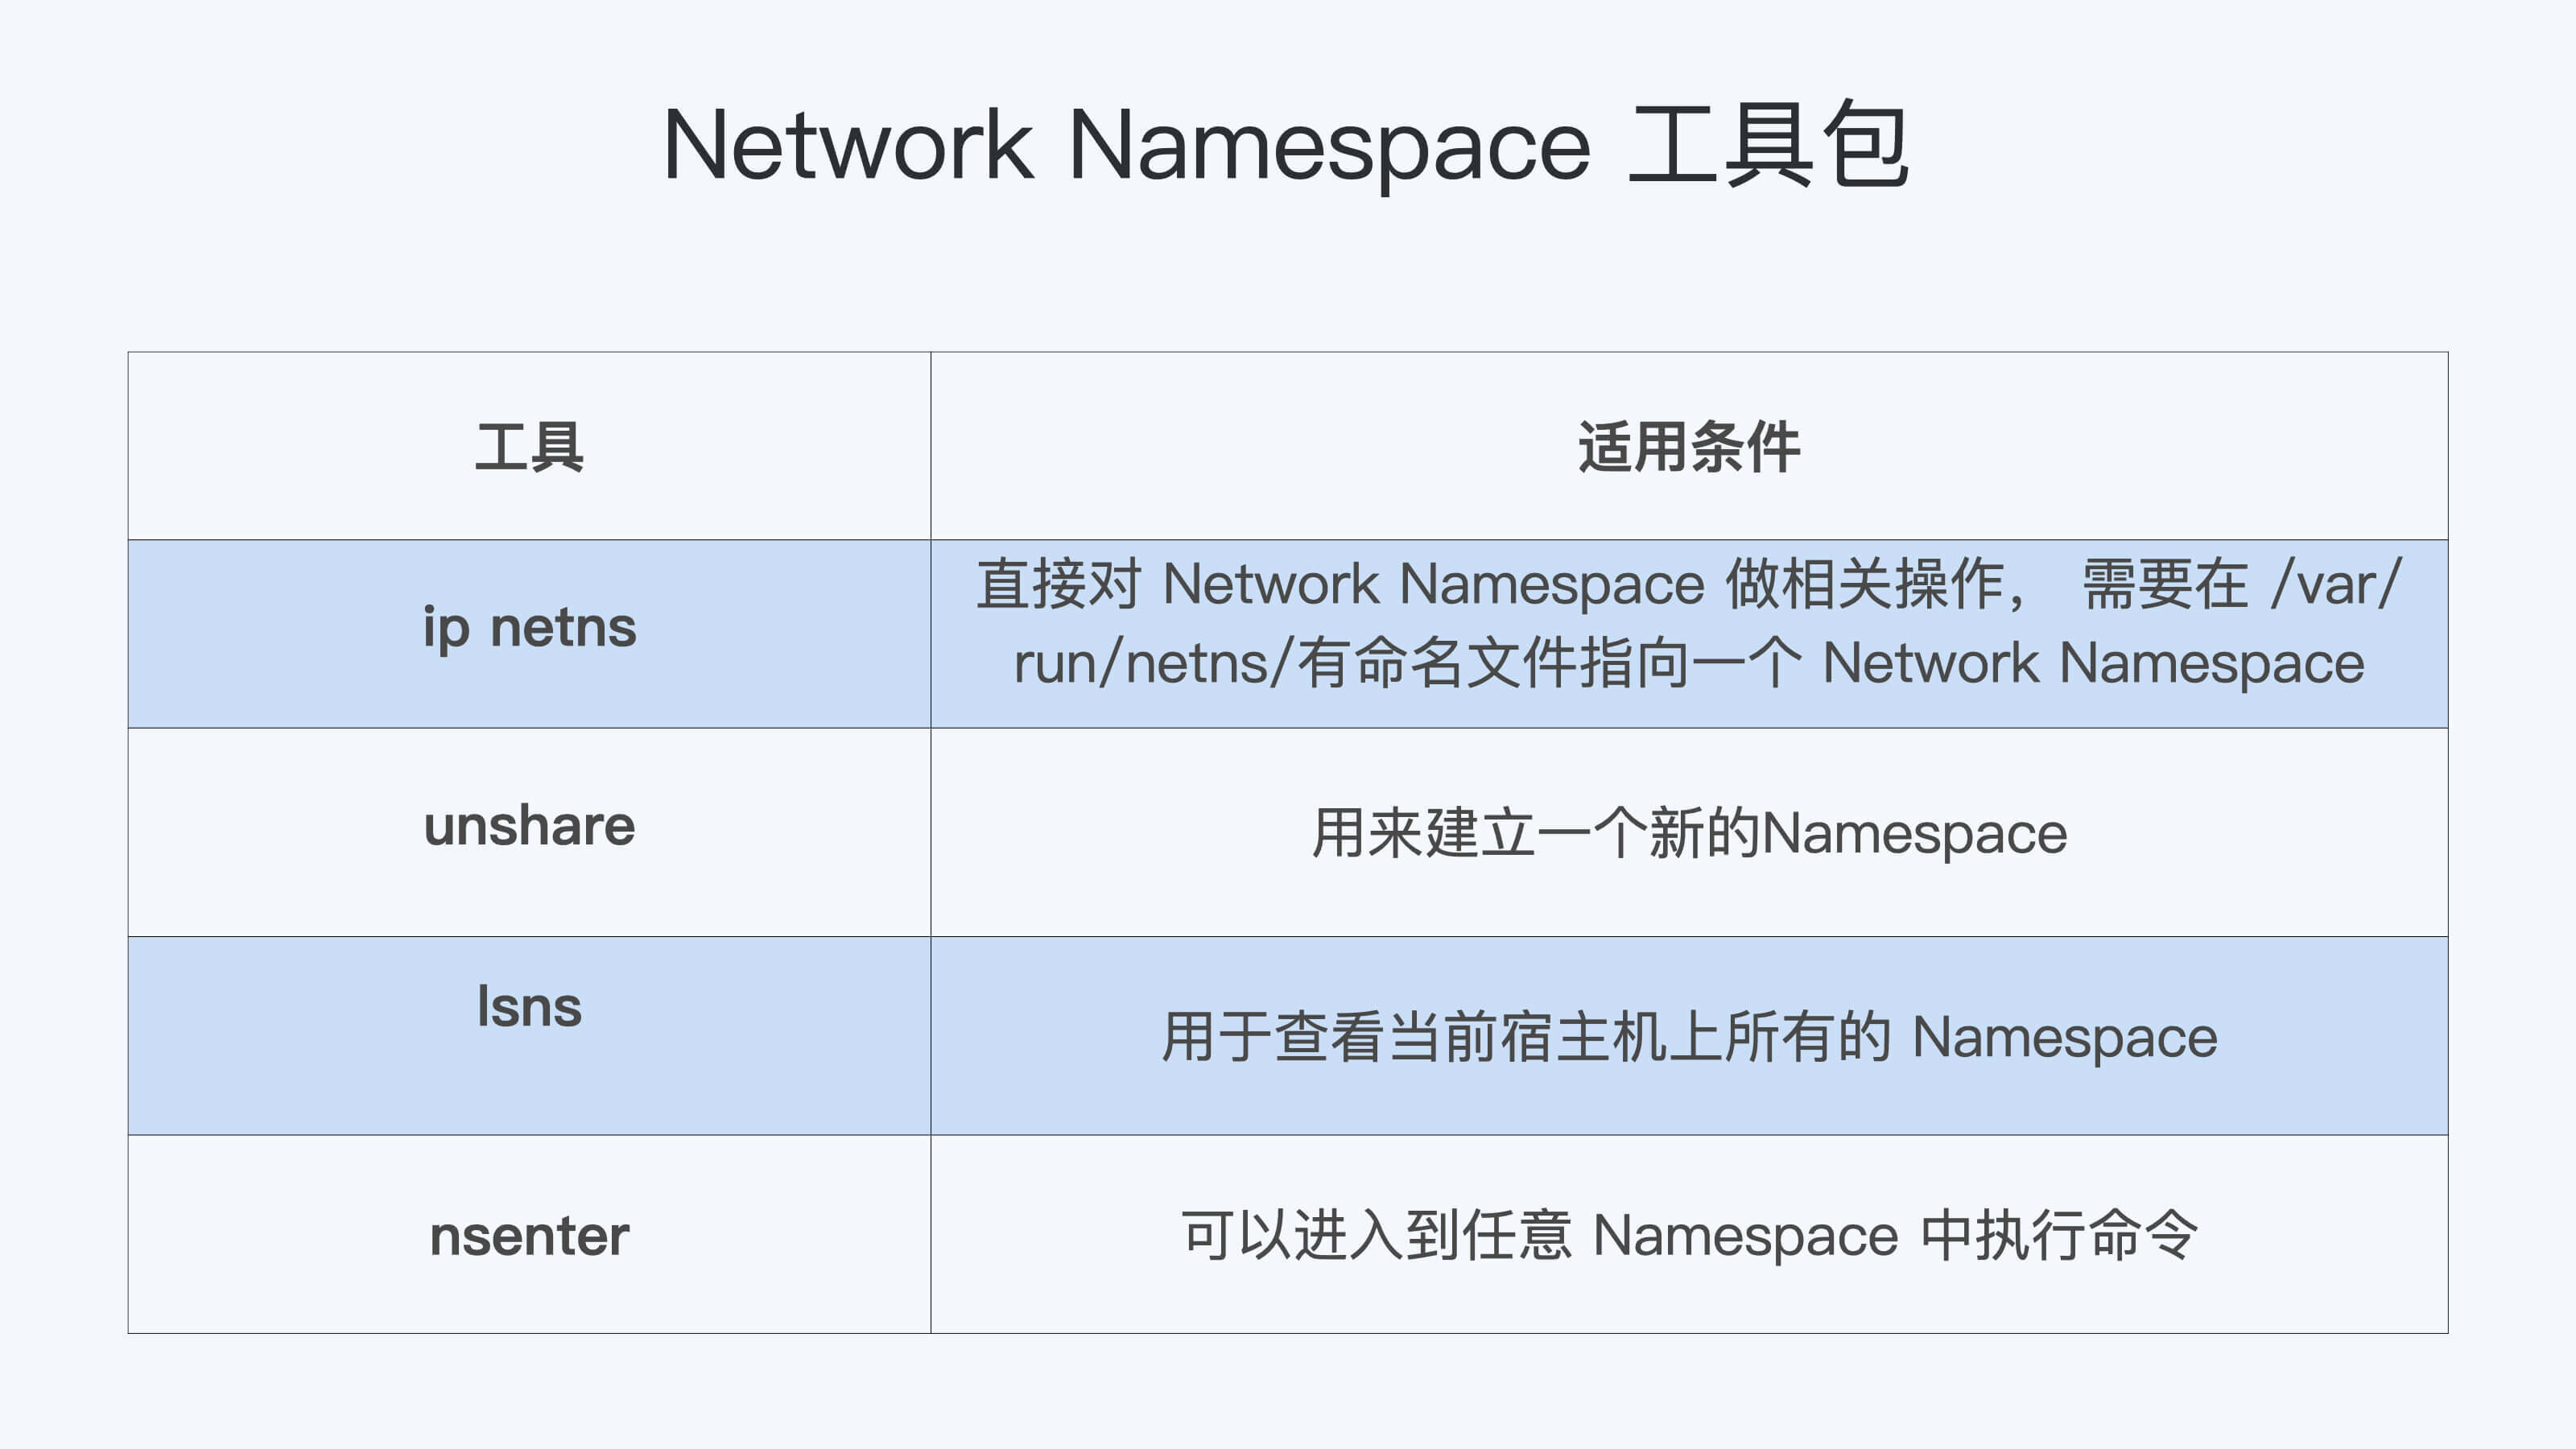 Network Namespace 工具包
工具
适用条件
ip netns
直接对 Network Namespace 做相关操作， 需要在 /var/
run/netns/有命名文件指向一个 Network Namespace
unshare
用来建立一个新的Namespace
lsns
用于查看当前宿主机上所有的 Namespace
nsenter
可以进入到任意 Namespace 中执行命令